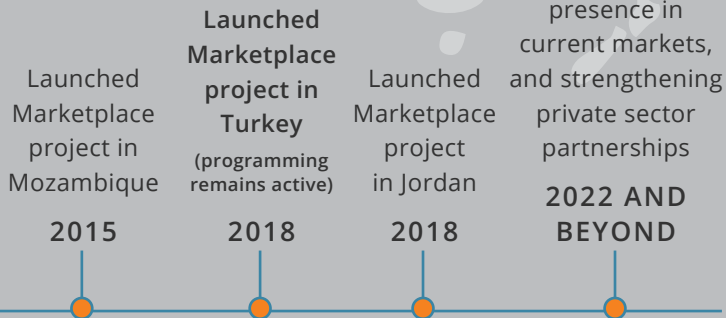 Launched
Marketplace
project in
Mozambique
2015
Launched
Marketplace
project in
Turkey
(programming
remains active)
2018
Launched
Marketplace
project
in Jordan
2018
presence in
current markets,
and strengthening
private sector
partnerships
2022 AND
BEYOND